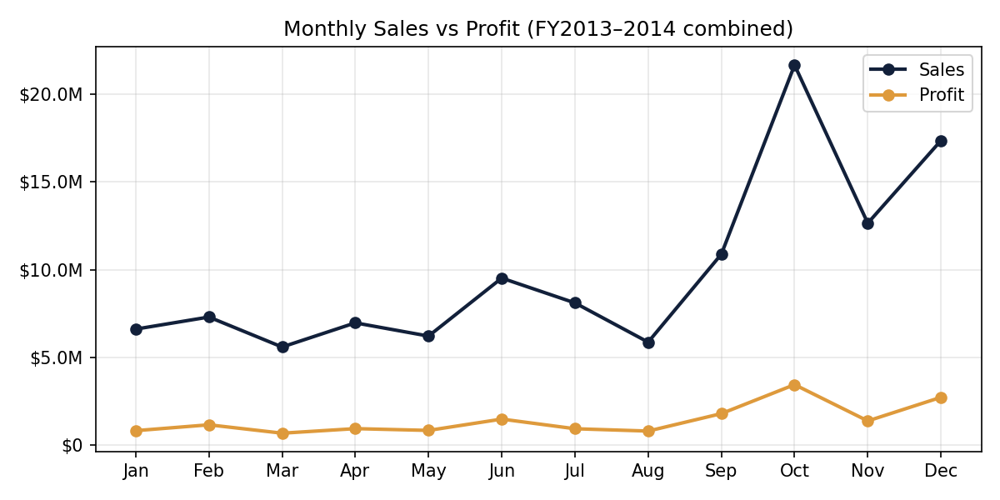 Monthly Sales vs Profit (FY2013–2014 combined)
Sales
Profit
$20.0M
$15.0M
$10.0M
$5.0M
$0
Jan Feb Mar Apr May Jun Jul Aug Sep Oct Nov Dec